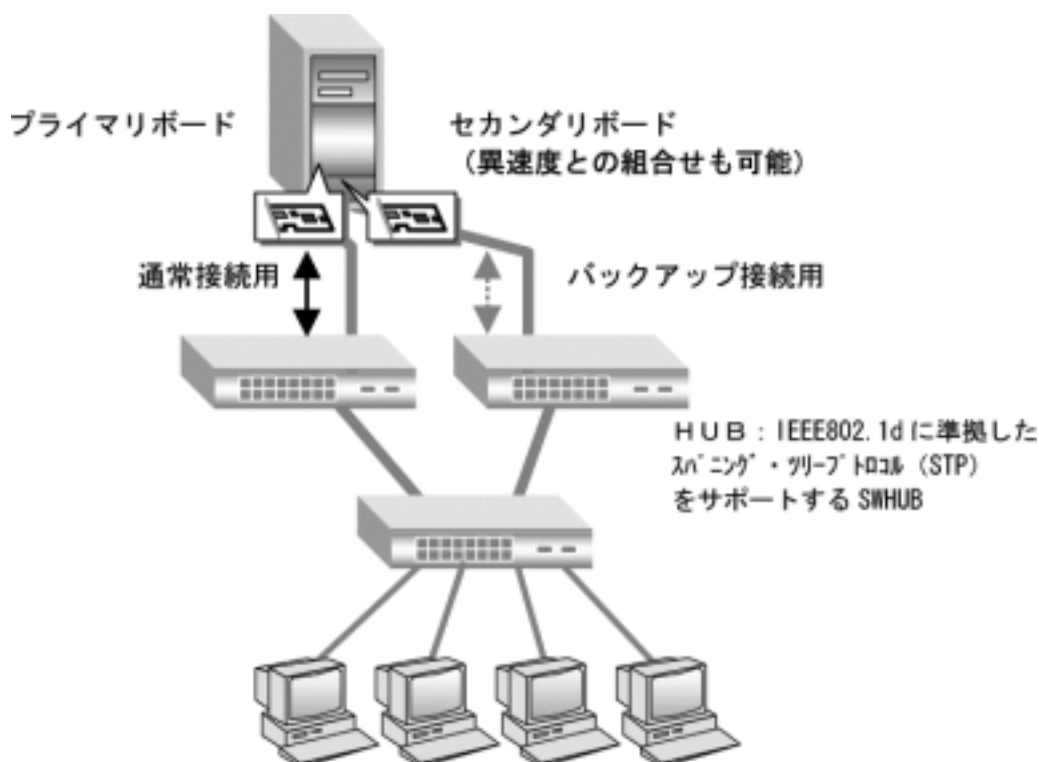 プライマリボード
セカンダリボード
（異速度との組合せも可能）
通常接続用
バックアップ接続用
ＨＵＢ：IEEE802.1dに準拠した
ｽﾊﾟﾆﾝｸﾞ・ﾂﾘｰﾌﾟﾄﾛｺﾙ（STP）
をサポートするSWHUB